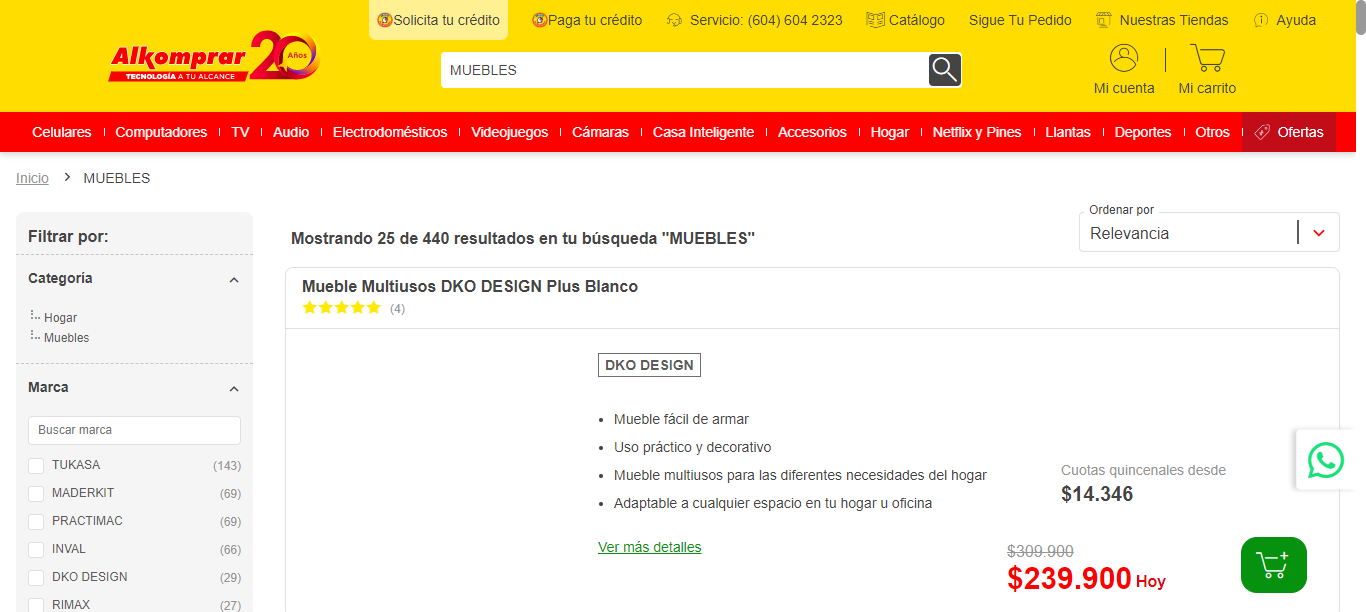 Solicita tu crédito
Paga tu crédito
Servicio: (604) 604 2323
Catálogo
Sigue Tu Pedido
Nuestras Tiendas
Ayuda
Alkomprar 20 Años
TECNOLOGÍA A TU ALCANCE
MUEBLES
Mi cuenta
Mi carrito
Celulares
Computadores
TV
Audio
Electrodomésticos
Videojuegos
Cámaras
Casa Inteligente
Accesorios
Hogar
Netflix y Pines
Llantas
Deportes
Otros
Ofertas
Inicio > MUEBLES
Filtrar por:
Categoría
Hogar
Muebles
Marca
Buscar marca
TUKASA (143)
MADERKIT (69)
PRACTIMAC (69)
INVAL (66)
DKO DESIGN (29)
RIMAX (27)
Mostrando 25 de 440 resultados en tu búsqueda "MUEBLES"
Ordenar por
Relevancia
Mueble Multiusos DKO DESIGN Plus Blanco
(4)
DKO DESIGN
• Mueble fácil de armar
• Uso práctico y decorativo
• Mueble multiusos para las diferentes necesidades del hogar
• Adaptable a cualquier espacio en tu hogar u oficina
Ver más detalles
Cuotas quincenales desde
$14.346
$309.900
$239.900 Hoy